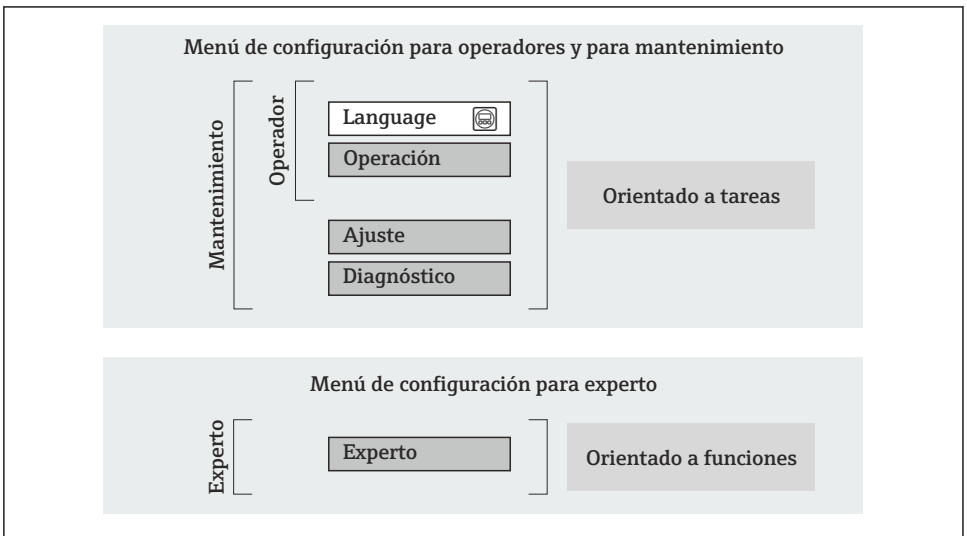 Menú de configuración para operadores y para mantenimiento
Mantenimiento
Operador
Language
Operación
Ajuste
Diagnóstico
Orientado a tareas
Menú de configuración para experto
Experto
Experto
Orientado a funciones